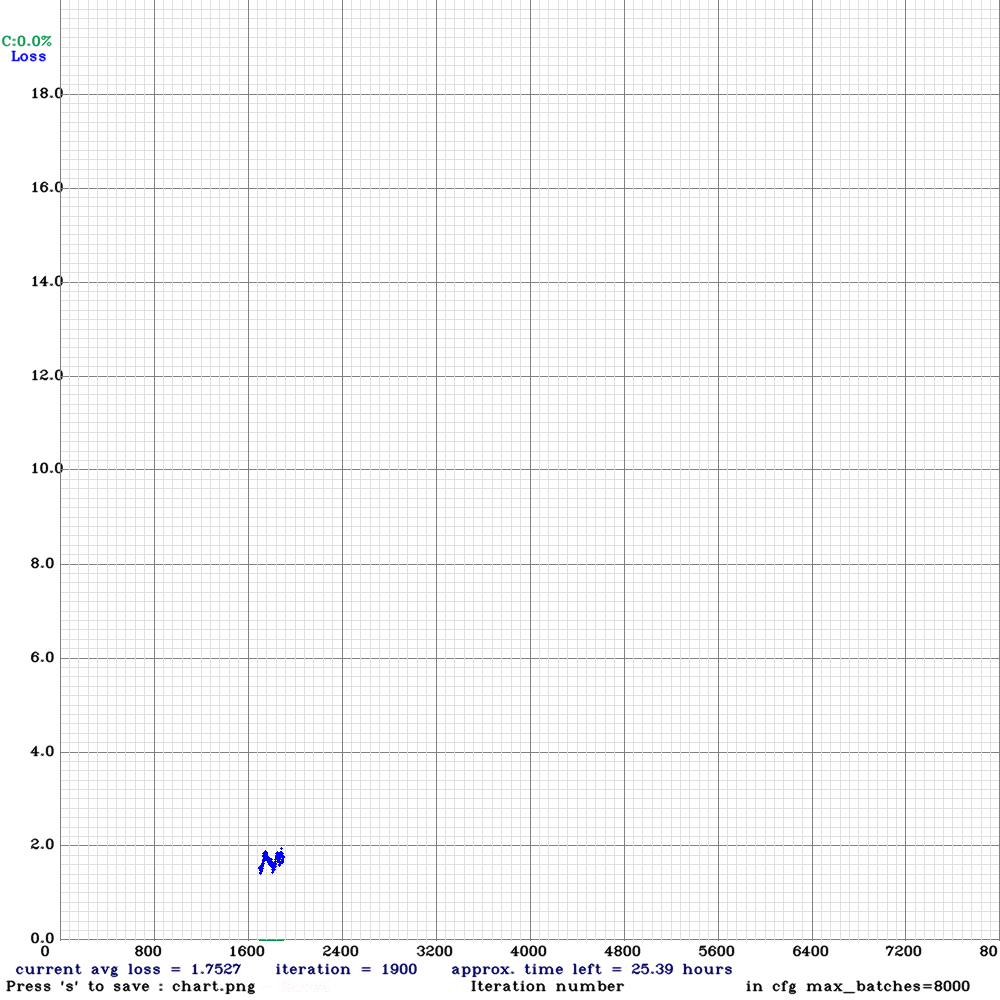 C:0.0%
Loss
18.0
16.0
14.0
12.0
10.0
8.0
6.0
4.0
2.0
0.0
0 800 1600 2400 3200 4000 4800 5600 6400 7200 80
current avg loss = 1.7527 iteration = 1900 approx. time left = 25.39 hours
Press 's' to save : chart.png Iteration number in cfg max_batches=8000